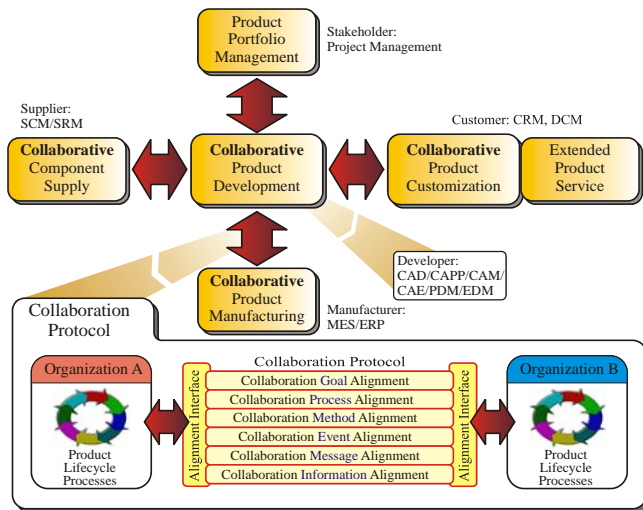 Product
Portfolio
Management
Stakeholder:
Project Management
Supplier:
SCM/SRM
Collaborative
Component
Supply
Collaborative
Product
Development
Customer: CRM, DCM
Collaborative
Product
Customization
Extended
Product
Service
Developer:
CAD/CAPP/CAM/
CAE/PDM/EDM
Collaborative
Product
Manufacturing
Manufacturer:
MES/ERP
Collaboration
Protocol
Organization A
Product
Lifecycle
Processes
Alignment Interface
Collaboration Protocol
Collaboration Goal Alignment
Collaboration Process Alignment
Collaboration Method Alignment
Collaboration Event Alignment
Collaboration Message Alignment
Collaboration Information Alignment
Alignment Interface
Organization B
Product
Lifecycle
Processes